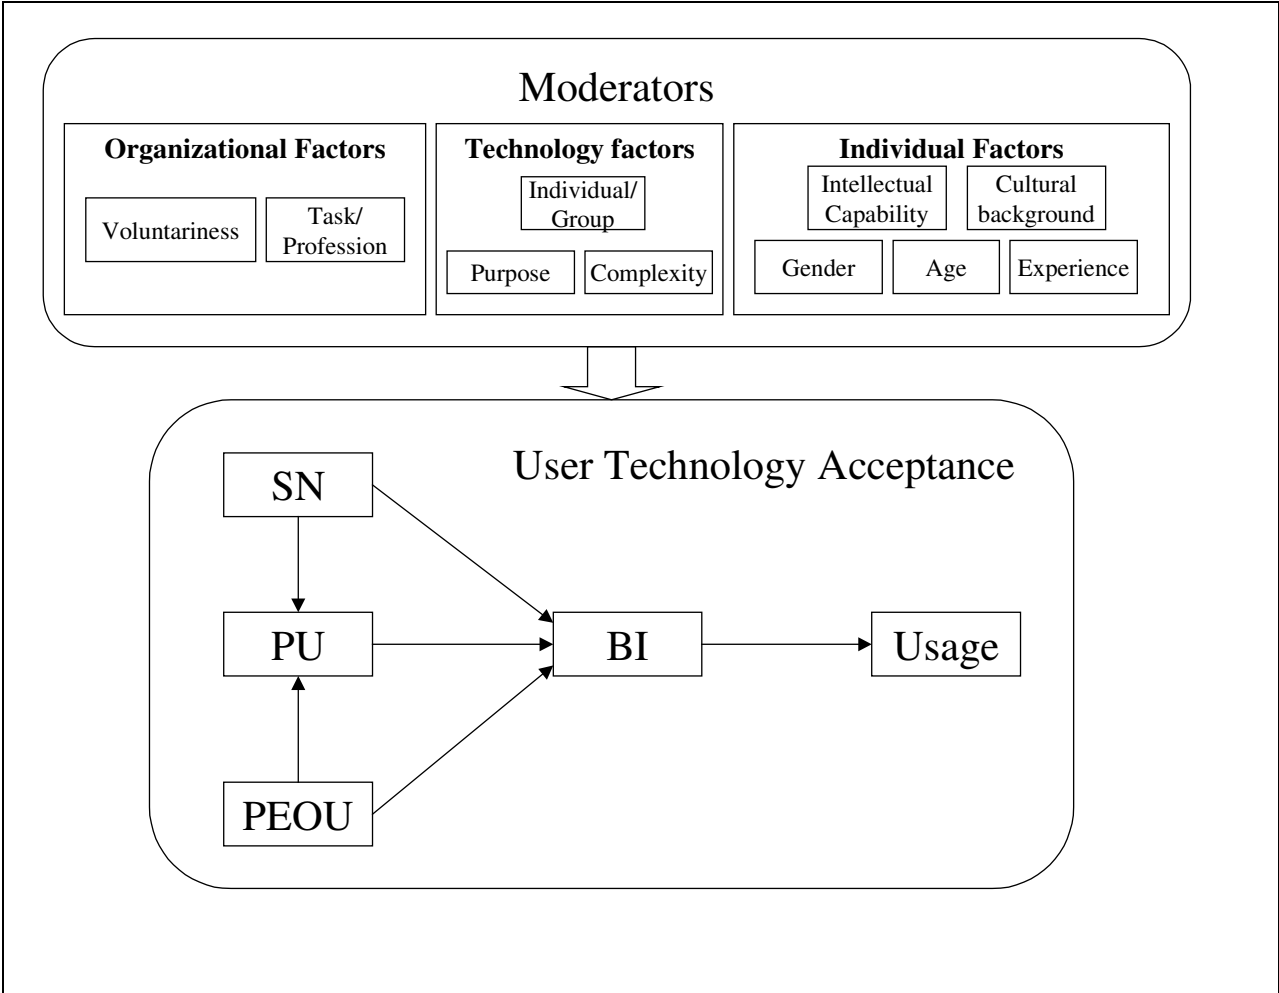 Moderators
Organizational Factors
Voluntariness
Task/
Profession
Technology factors
Individual/
Group
Purpose
Complexity
Individual Factors
Intellectual
Capability
Cultural
background
Gender
Age
Experience
User Technology Acceptance
SN
PU
BI
Usage
PEOU